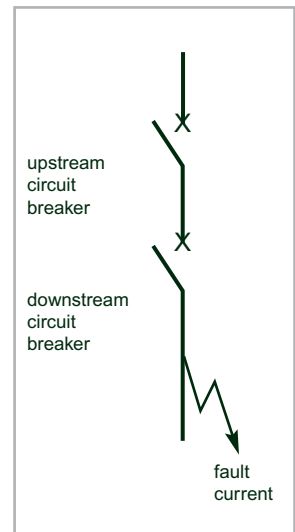 X
upstream
circuit
breaker
X
downstream
circuit
breaker
fault
current